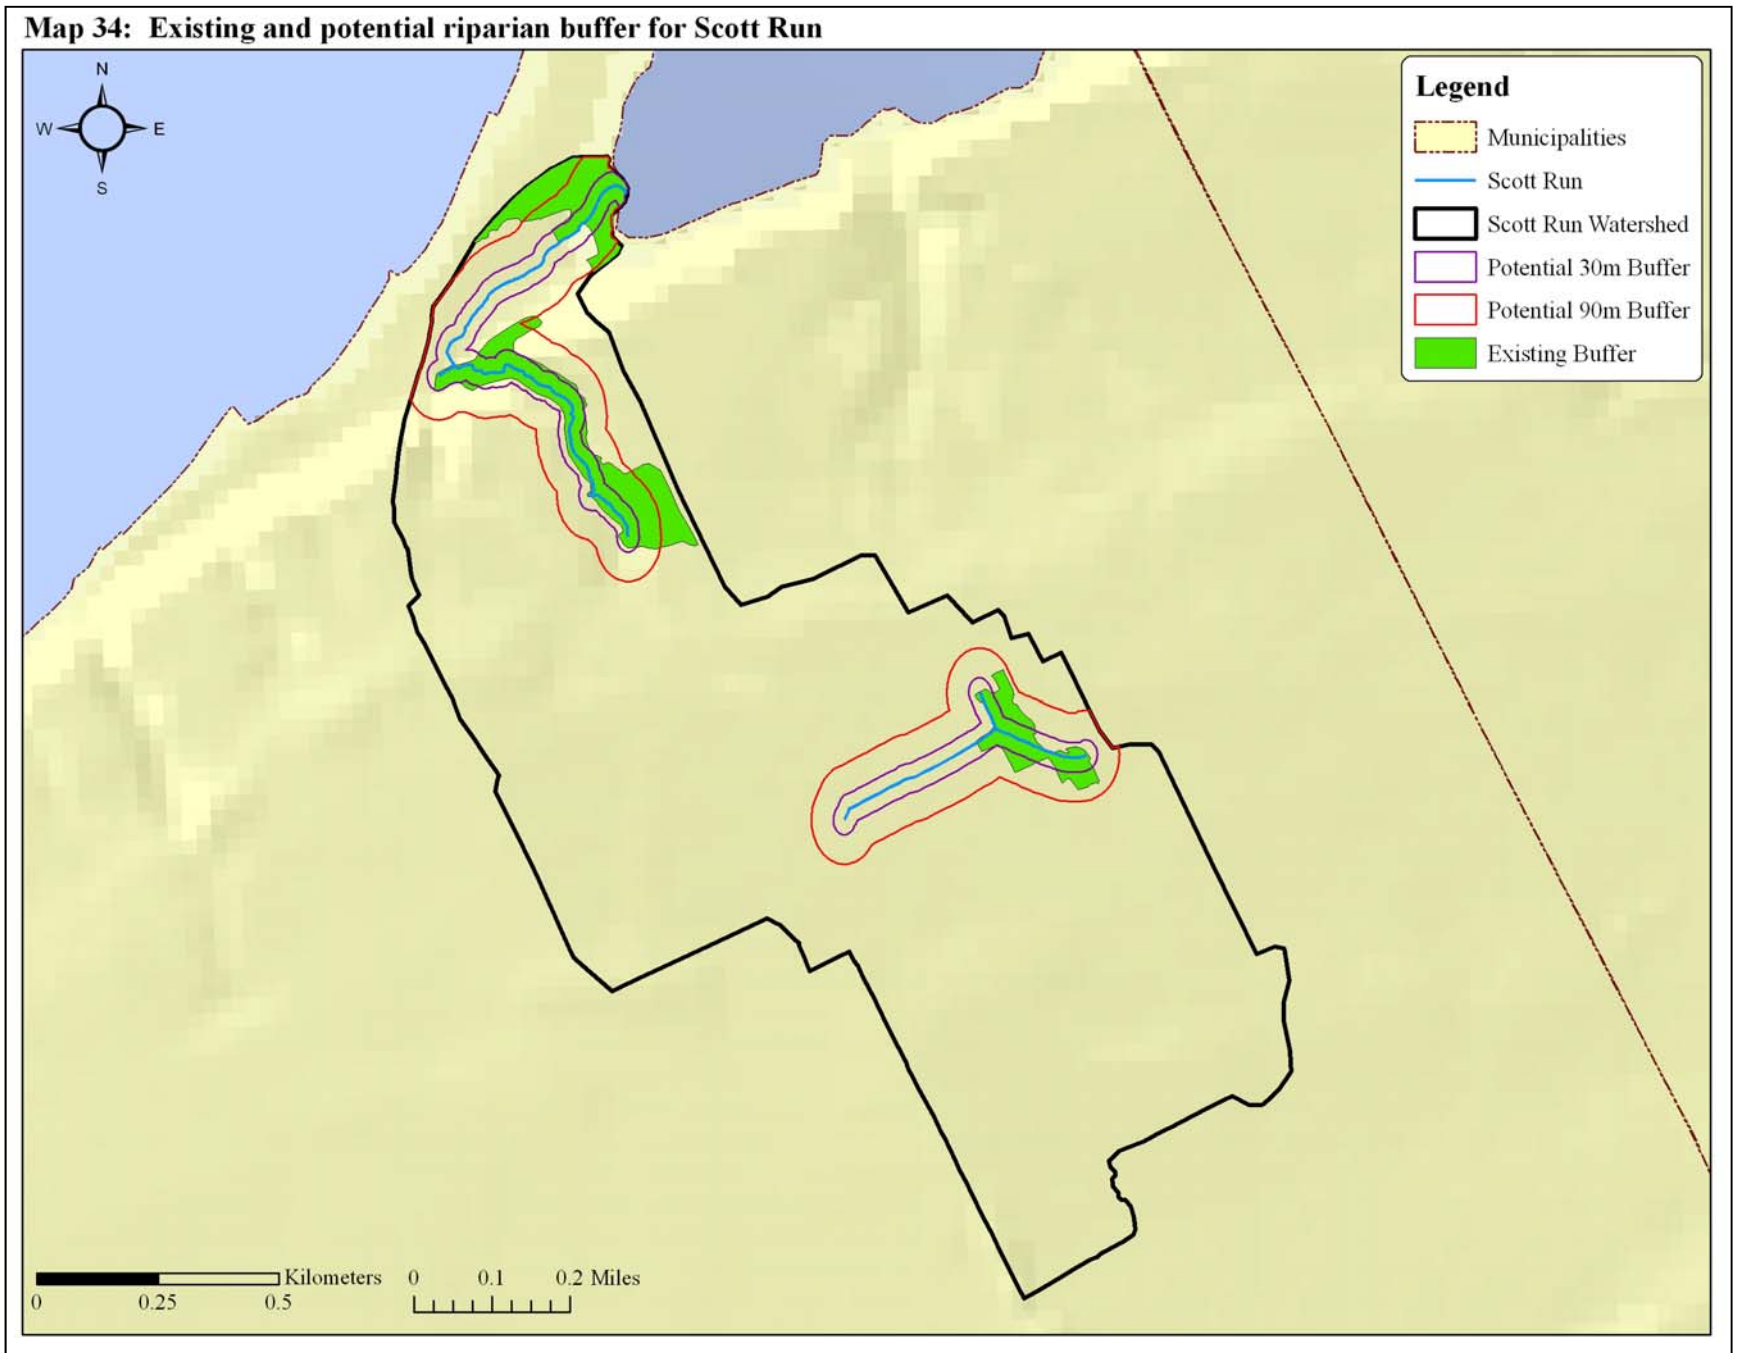 Map 34: Existing and potential riparian buffer for Scott Run
N
W E
S
Legend
Municipalities
Scott Run
Scott Run Watershed
Potential 30m Buffer
Potential 90m Buffer
Existing Buffer
Kilometers
0 0.25 0.5
0 0.1 0.2 Miles